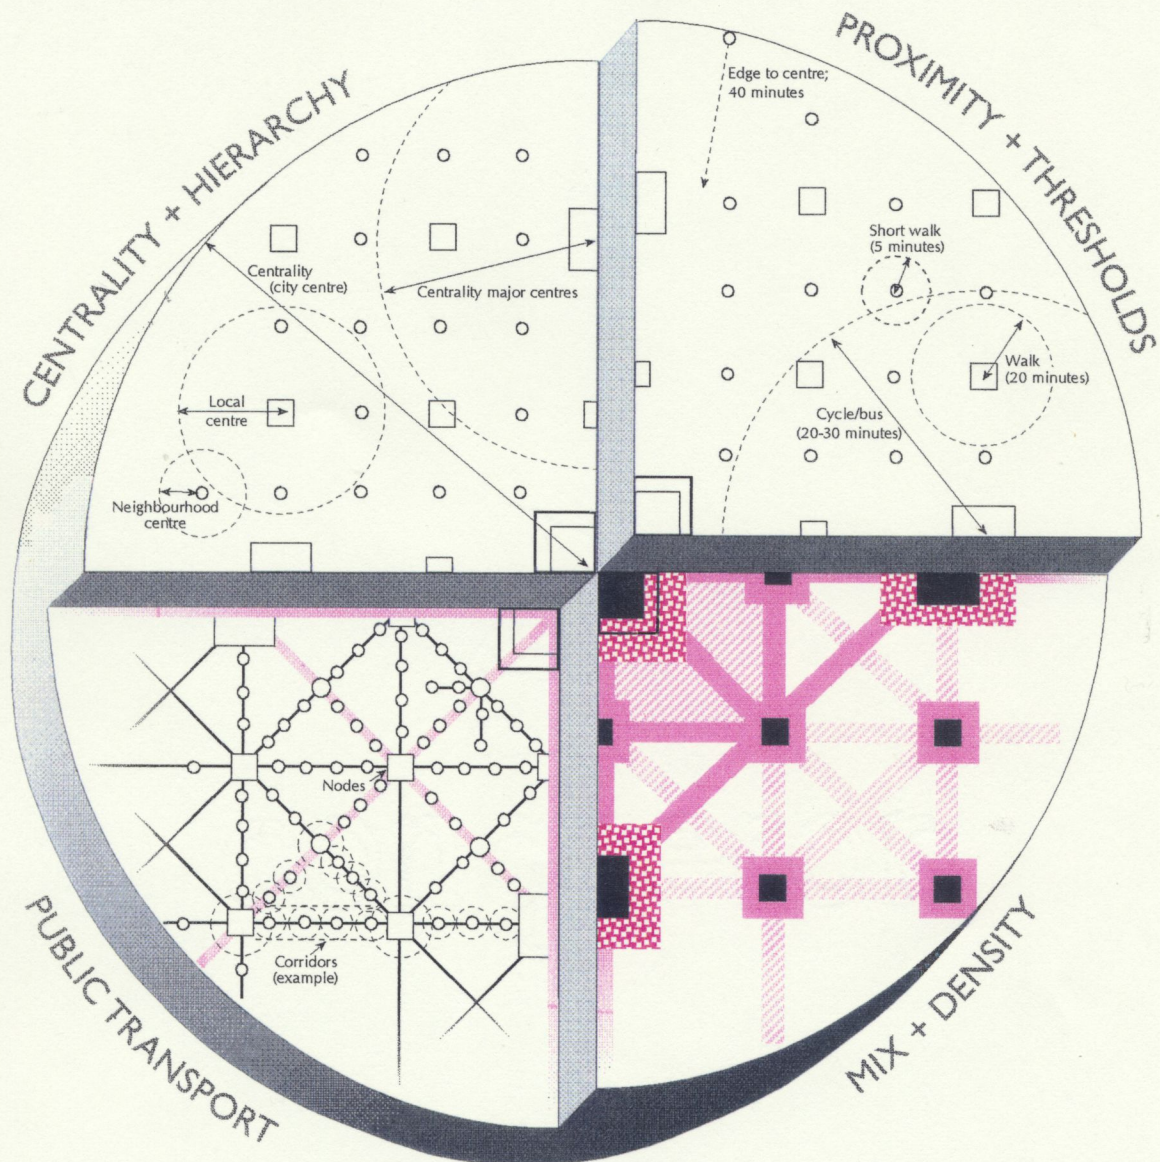 CENTRALITY + HIERARCHY
Centrality
(city centre)
Centrality major centres
Local
centre
Neighbourhood
centre
PROXIMITY + THRESHOLDS
Edge to centre;
40 minutes
Short walk
(5 minutes)
Walk
(20 minutes)
Cycle/bus
(20-30 minutes)
PUBLIC TRANSPORT
Nodes
Corridors
(example)
MIX + DENSITY